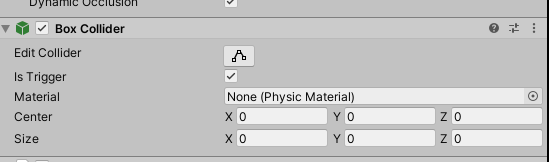 Dynamic Occlusion
Box Collider
Edit Collider
Is Trigger
Material None (Physic Material)
Center X 0 Y 0 Z 0
Size X 0 Y 0 Z 0